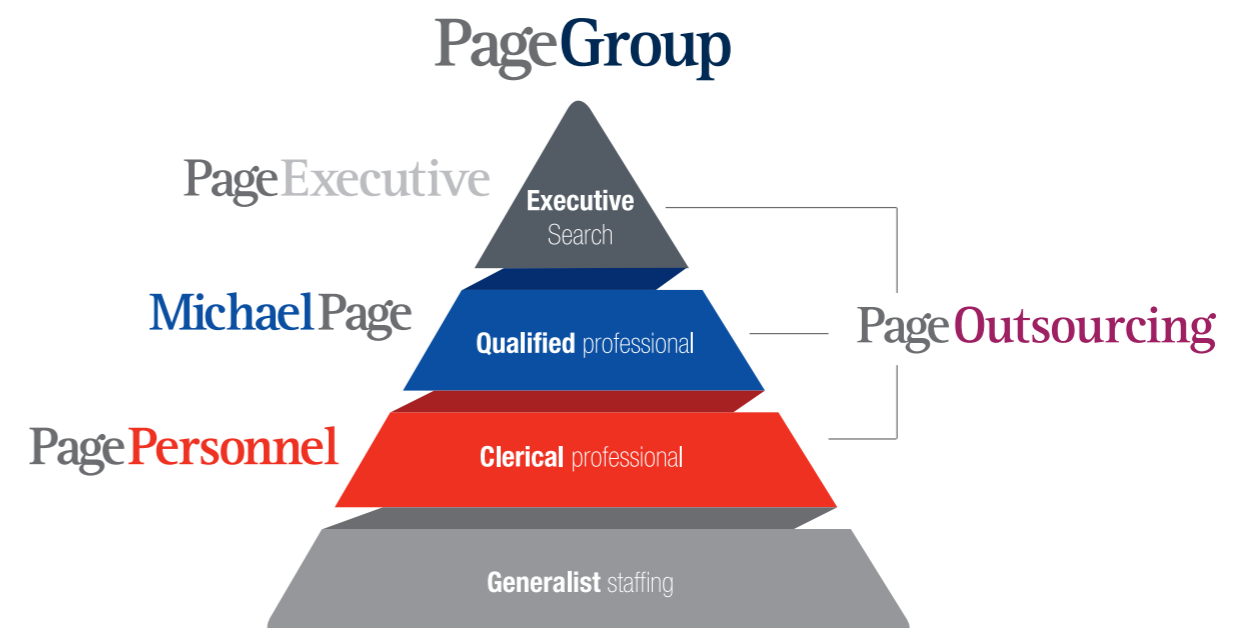 PageGroup
PageExecutive
Executive
Search
MichaelPage
Qualified professional
PageOutsourcing
PagePersonnel
Clerical professional
Generalist staffing